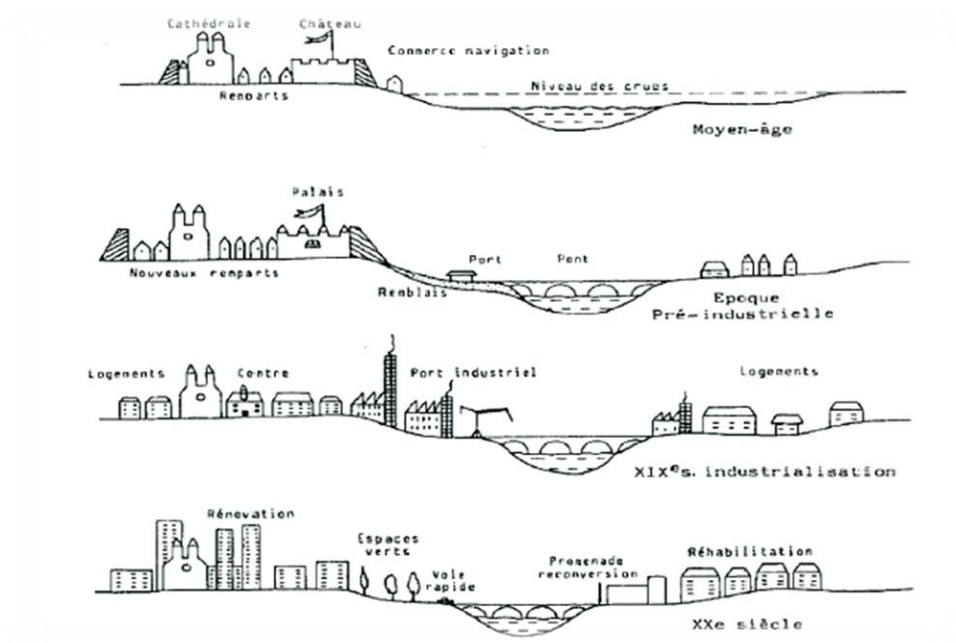 Cathédrale
Château
Commerce navigation
Remparts
Niveau des crues
Moyen-âge
Palais
Port
Pont
Nouveaux remparts
Remblais
Epoque
Pré-industrielle
Logements
Centre
Port industriel
Logements
XIXes. industrialisation
Rénovation
Espaces
verts
Voie
rapide
Promenade
reconversion
Réhabilitation
XXe siècle